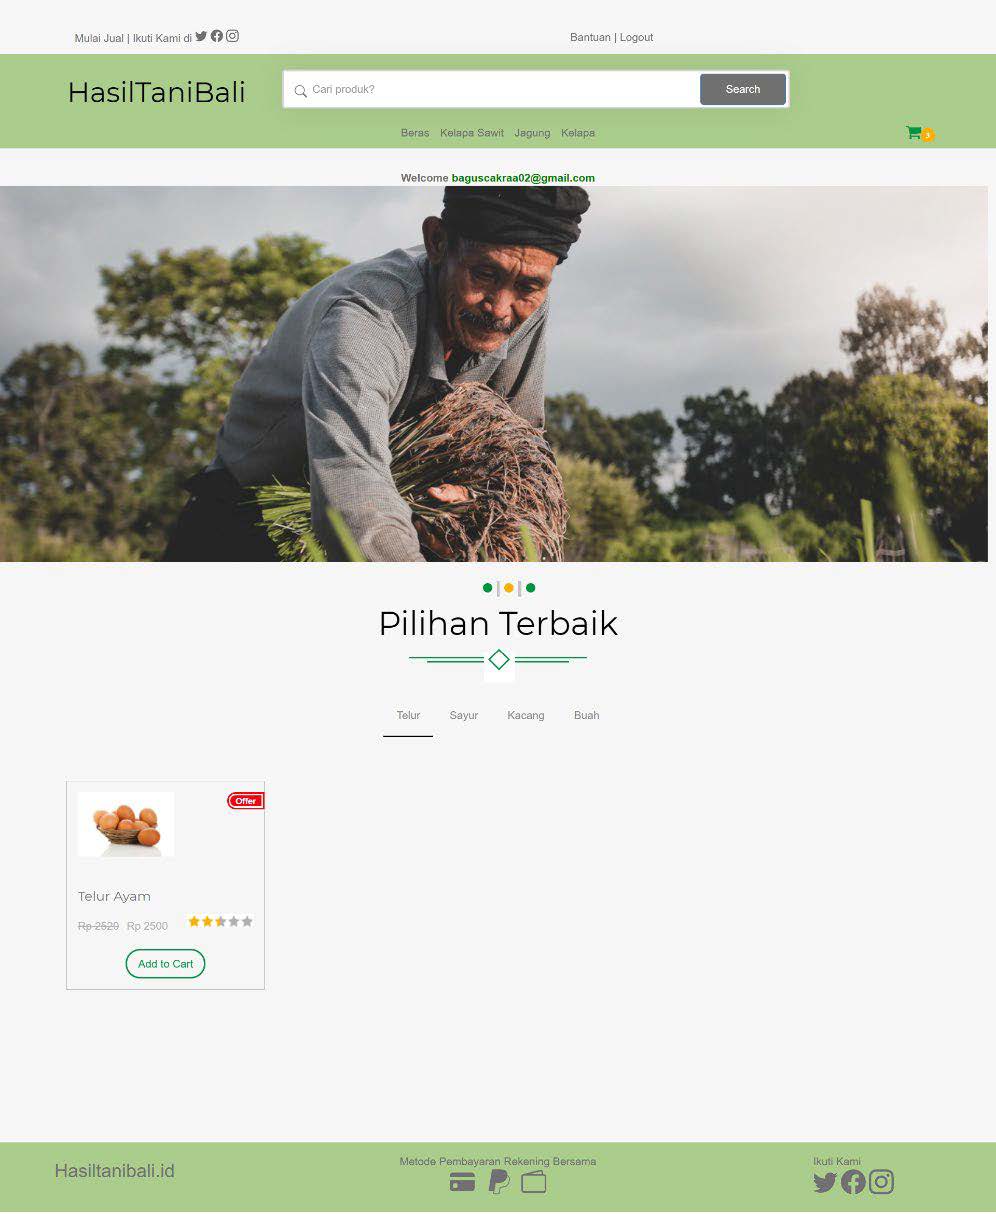 Mulai Jual | Ikuti Kami di
Bantuan | Logout
HasilTaniBali
Cari produk?
Search
Beras Kelapa Sawit Jagung Kelapa
3
Welcome baguscakraa02@gmail.com
Pilihan Terbaik
Telur Sayur Kacang Buah
Offer
Telur Ayam
Rp 2520 Rp 2500
Add to Cart
Hasiltanibali.id
Metode Pembayaran Rekening Bersama
Ikuti Kami